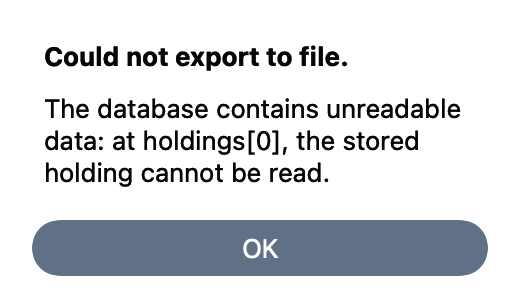 Could not export to file.
The database contains unreadable
data: at holdings[0], the stored
holding cannot be read.
OK